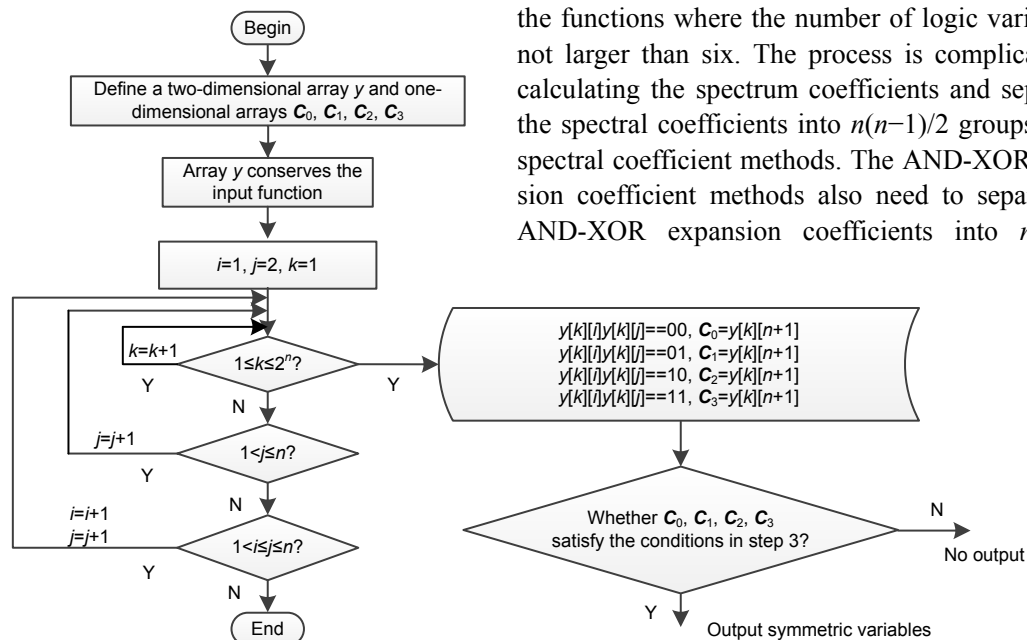 Begin
Define a two-dimensional array y and one-
dimensional arrays C0, C1, C2, C3
Array y conserves the
input function
i=1, j=2, k=1
k=k+1
1≤k≤2^n?
Y
Y
N
j=j+1
1<j≤n?
Y
N
i=i+1
j=j+1
1<i≤j≤n?
Y
N
End
y[k][i]y[k][j]==00, C0=y[k][n+1]
y[k][i]y[k][j]==01, C1=y[k][n+1]
y[k][i]y[k][j]==10, C2=y[k][n+1]
y[k][i]y[k][j]==11, C3=y[k][n+1]
Whether C0, C1, C2, C3
satisfy the conditions in step 3?
N
No output
Y
Output symmetric variables
the functions where the number of logic vari
not larger than six. The process is complica
calculating the spectrum coefficients and sep
the spectral coefficients into n(n−1)/2 groups
spectral coefficient methods. The AND-XOR
sion coefficient methods also need to sepa
AND-XOR expansion coefficients into n